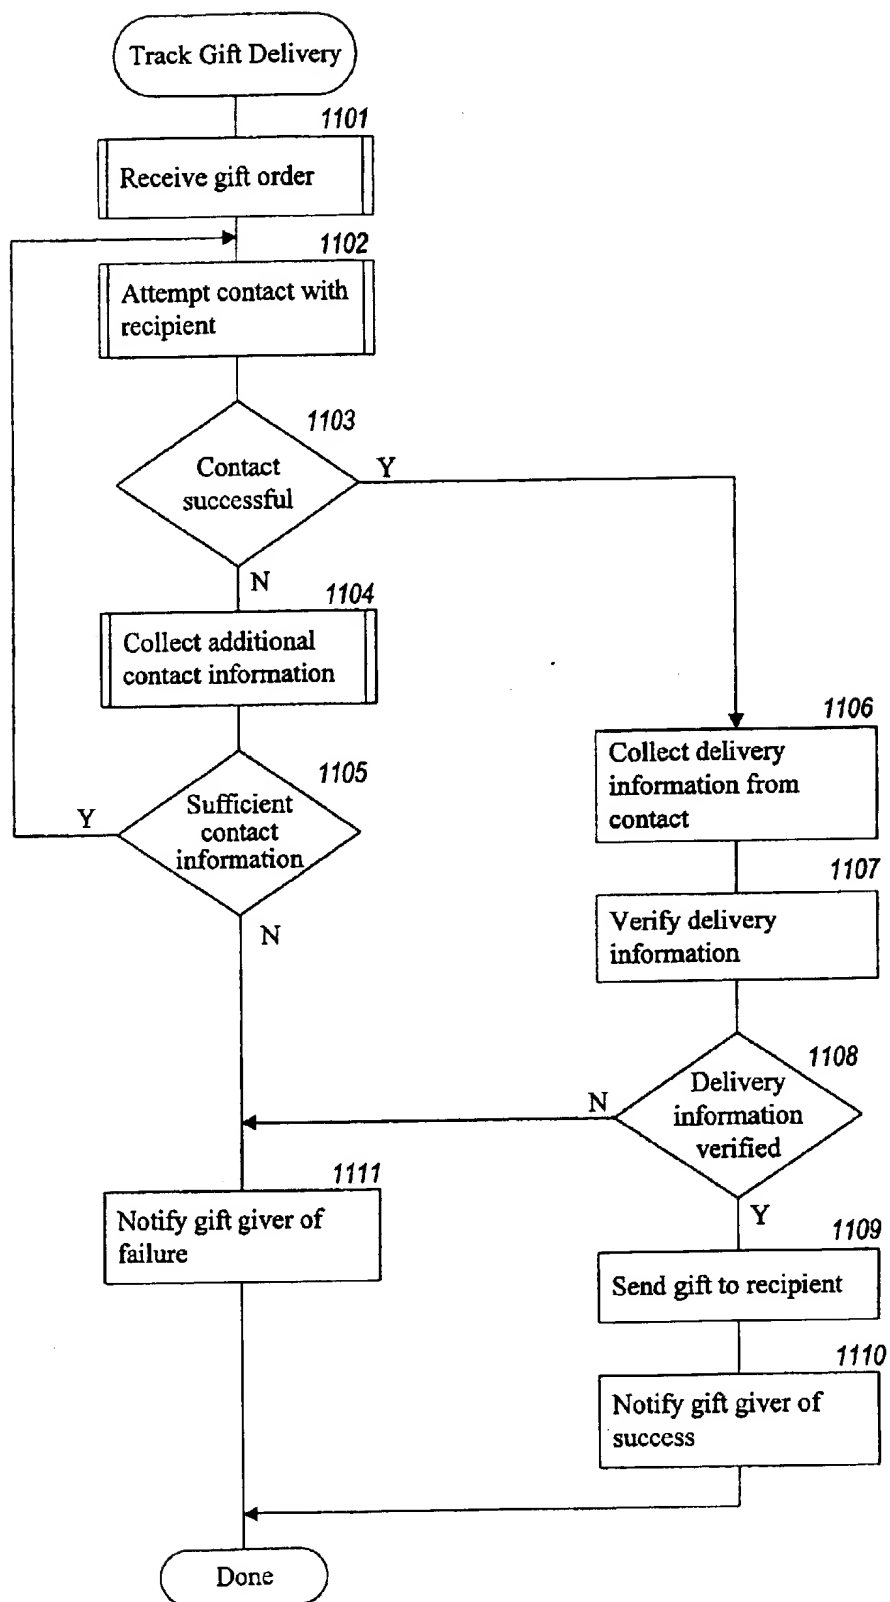 Track Gift Delivery
1101
Receive gift order
1102
Attempt contact with
recipient
1103
Contact
successful
Y
N
1104
Collect additional
contact information
1105
Sufficient
contact
information
Y
N
1106
Collect delivery
information from
contact
1107
Verify delivery
information
1108
Delivery
information
verified
N
Y
1111
Notify gift giver of
failure
1109
Send gift to recipient
1110
Notify gift giver of
success
Done